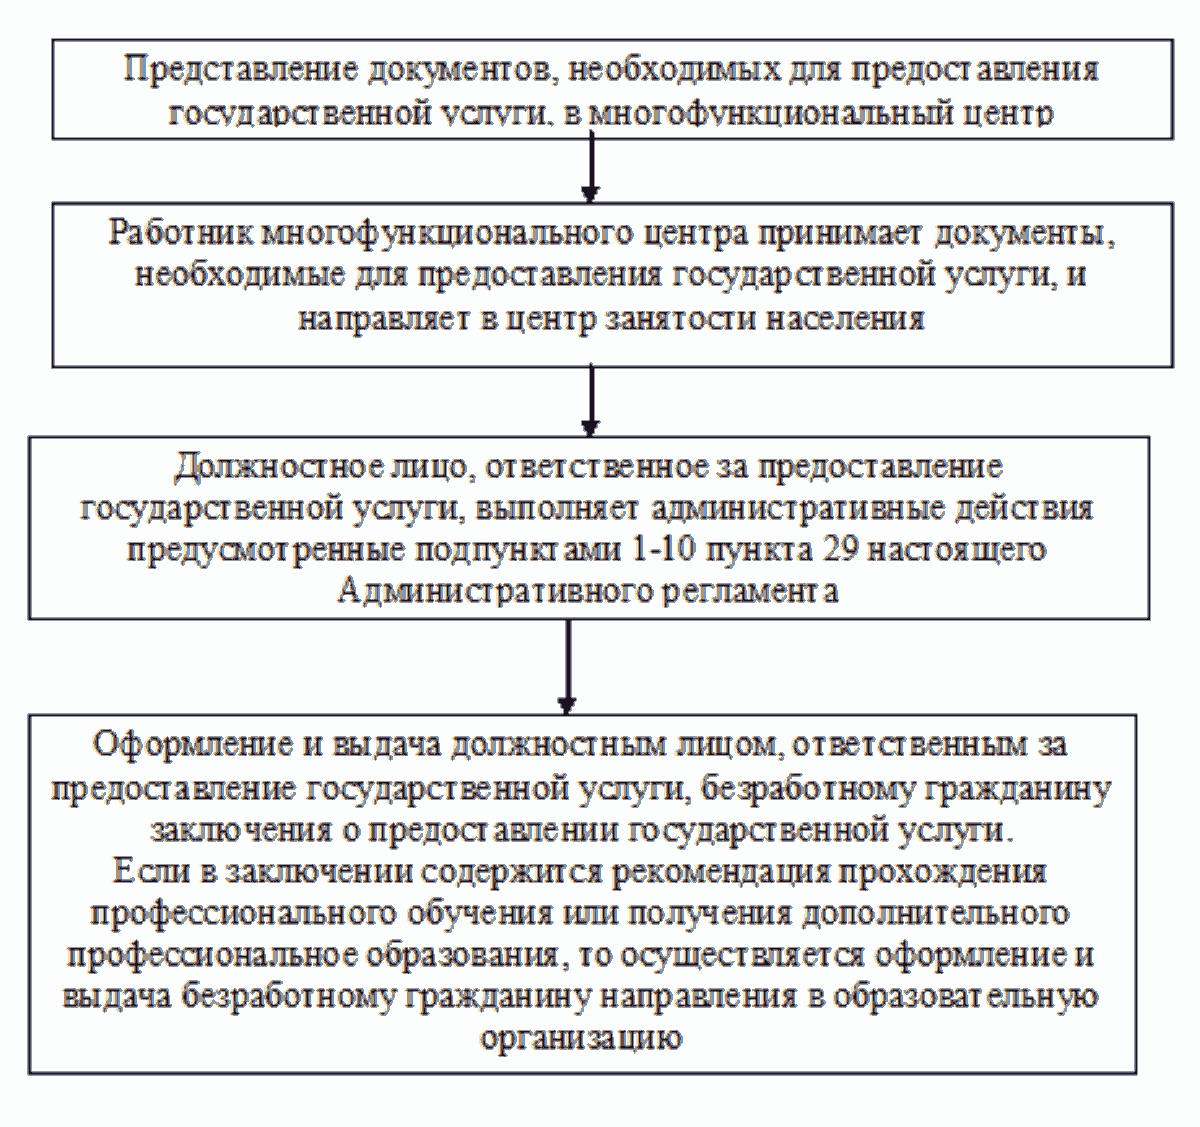 Представление документов, необходимых для предоставления
государственной услуги, в многофункциональный центр
Работник многофункционального центра принимает документы,
необходимые для предоставления государственной услуги, и
направляет в центр занятости населения
Должностное лицо, ответственное за предоставление
государственной услуги, выполняет административные действия
предусмотренные подпунктами 1-10 пункта 29 настоящего
Административного регламента
Оформление и выдача должностным лицом, ответственным за
предоставление государственной услуги, безработному гражданину
заключения о предоставлении государственной услуги.
Если в заключении содержится рекомендация прохождения
профессионального обучения или получения дополнительного
профессиональное образования, то осуществляется оформление и
выдача безработному гражданину направления в образовательную
организацию